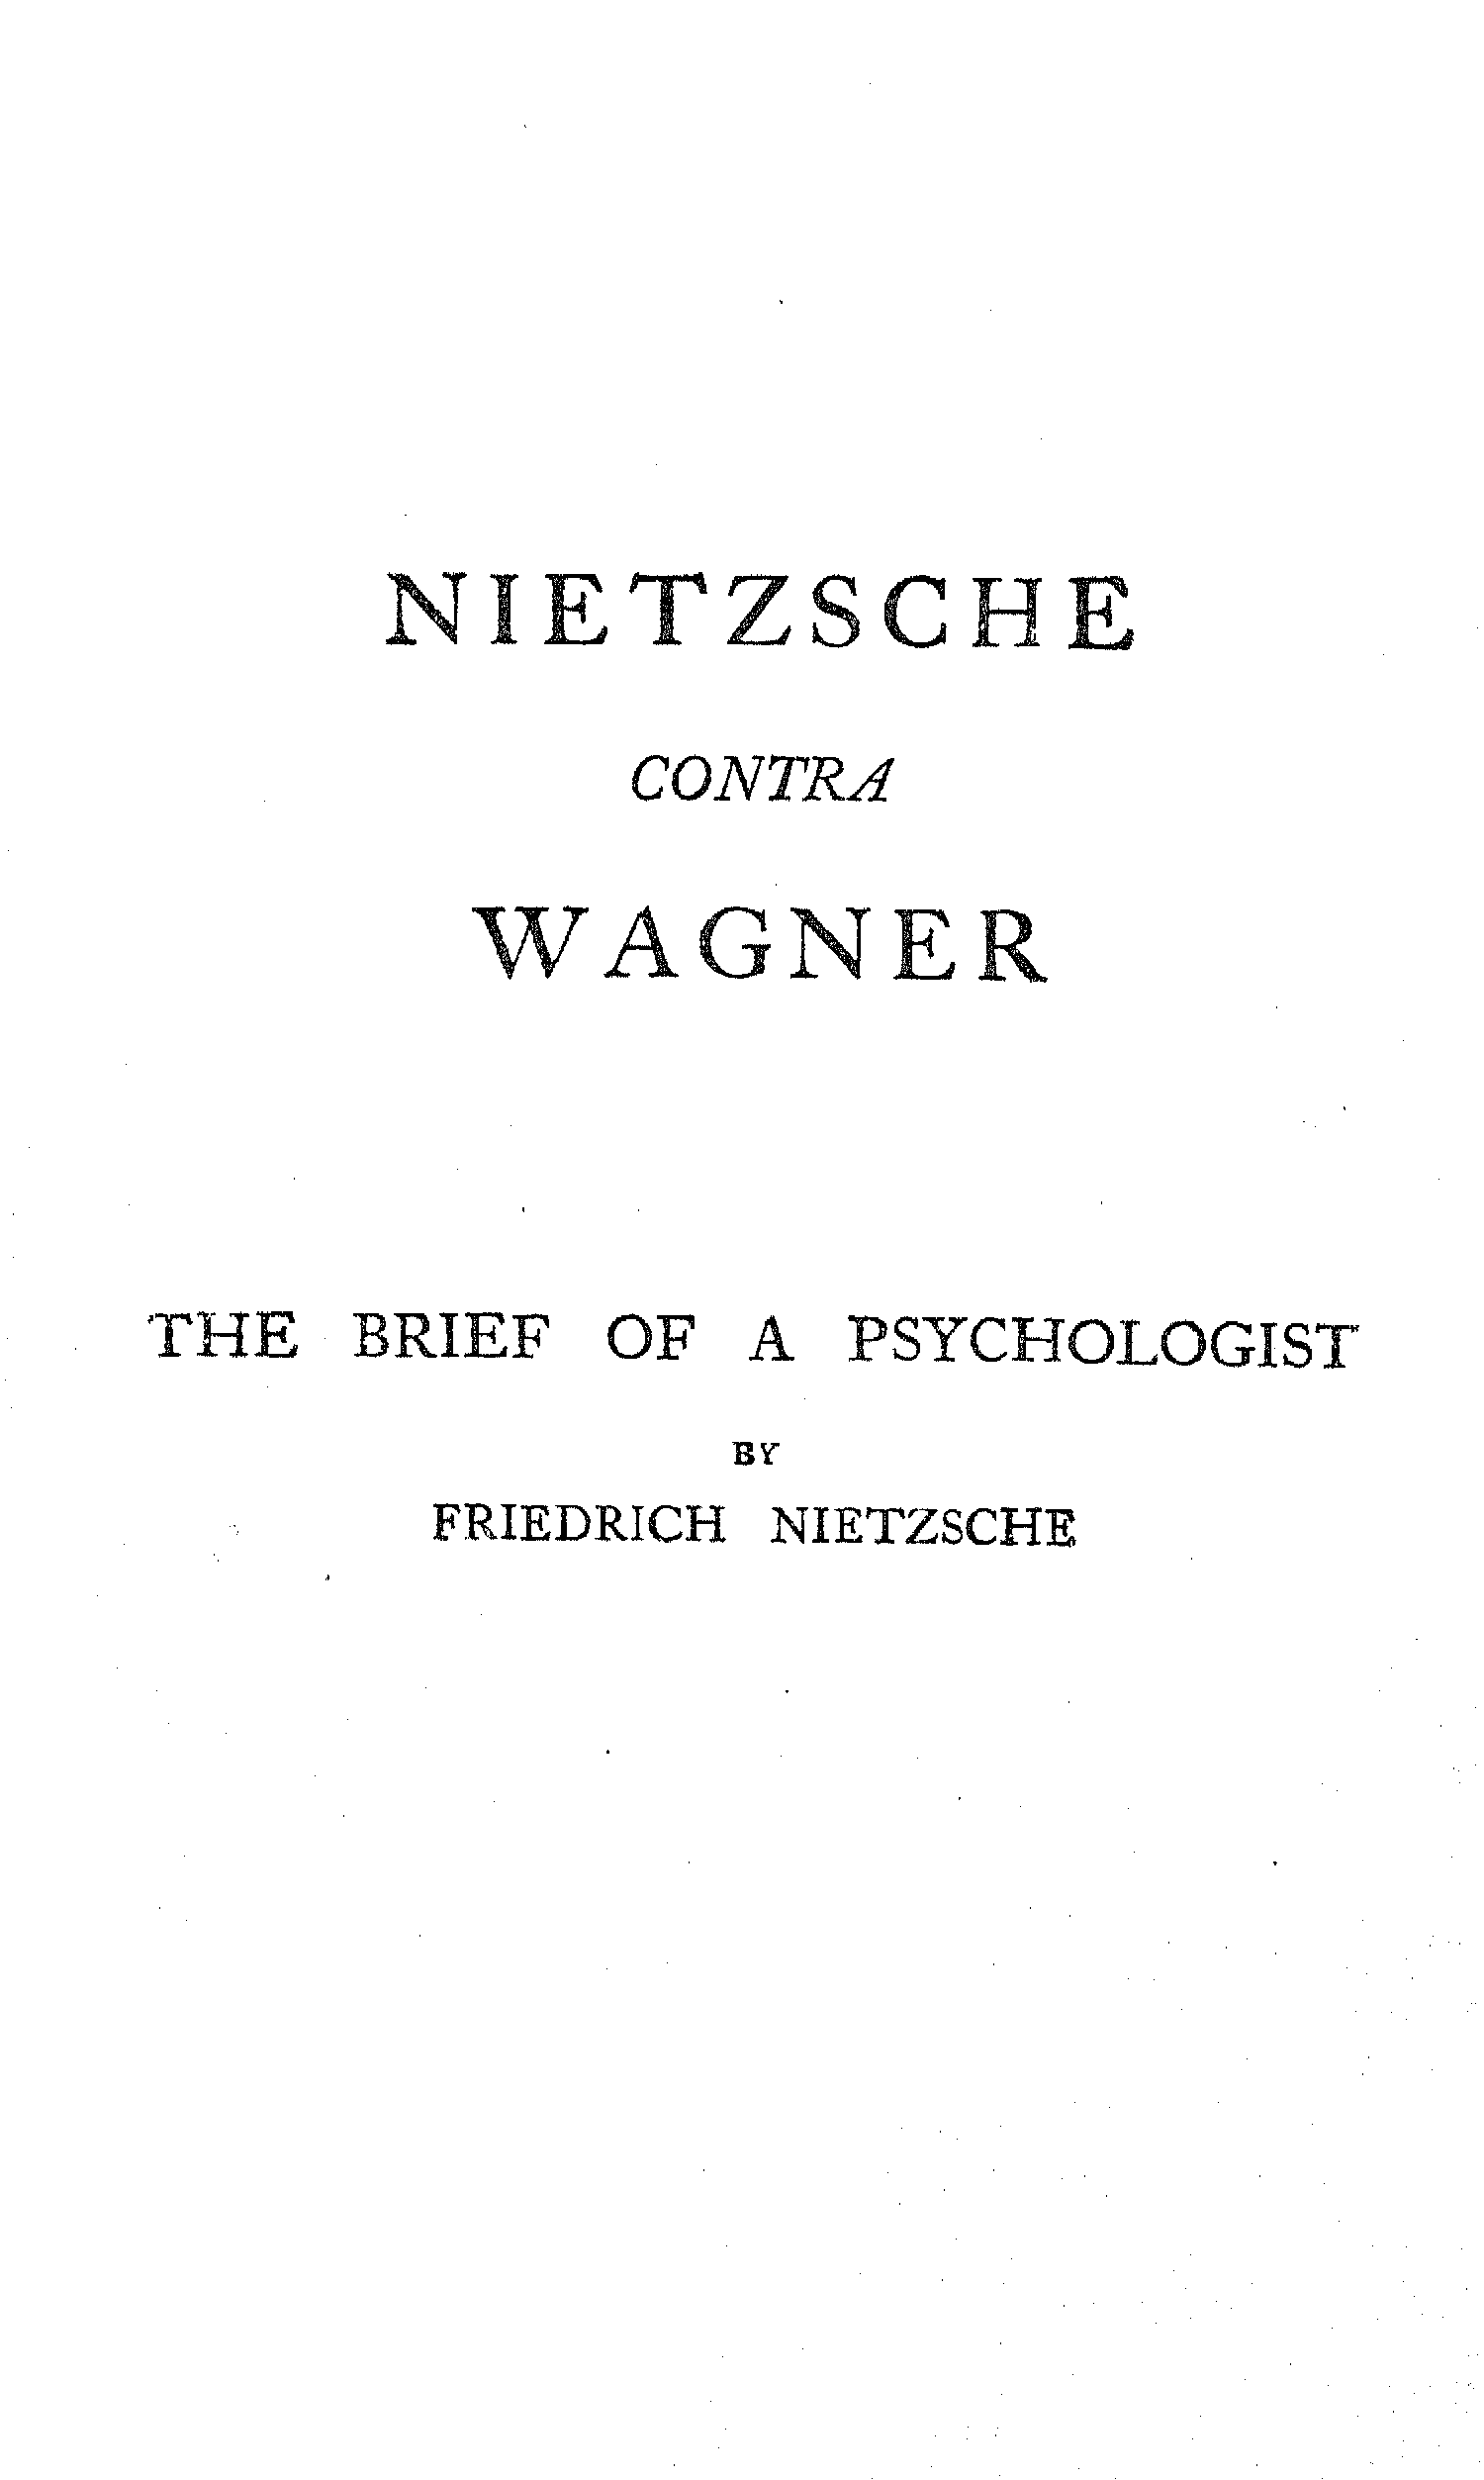 NIETZSCHE
CONTRA
WAGNER
THE BRIEF OF A PSYCHOLOGIST
BY
FRIEDRICH NIETZSCHE